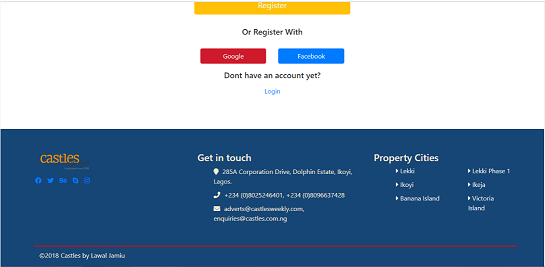 Register
Or Register With
Google
Facebook
Dont have an account yet?
Login
castles
Get in touch
285A Corporation Drive, Dolphin Estate, Ikoyi,
Lagos.
+234 (0)8025246401, +234 (0)8096637428
adverts@castlesweekly.com,
enquiries@castles.com.ng
Property Cities
Lekki
Lekki Phase 1
Ikoyi
Ikeja
Banana Island
Victoria
Island
©2018 Castles by Lawal Jamiu